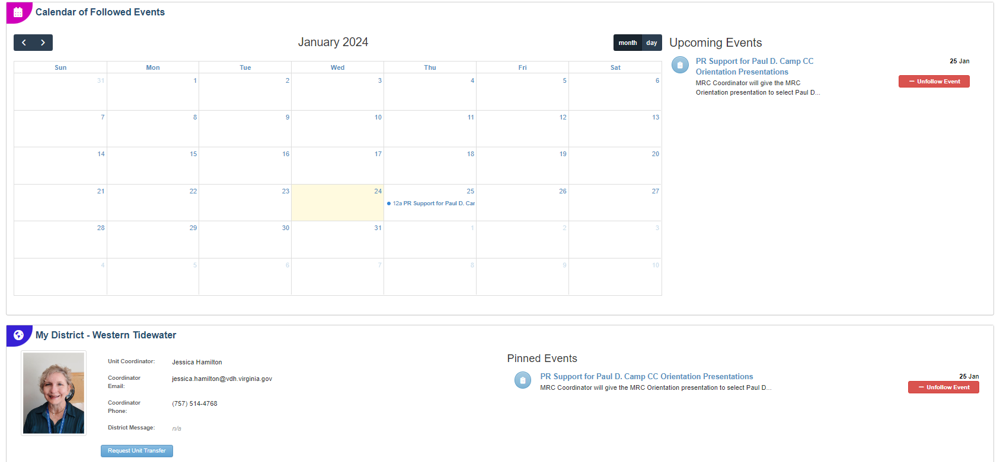 Calendar of Followed Events
January 2024
month day
Upcoming Events
Sun Mon Tue Wed Thu Fri Sat
31 1 2 3 4 5 6
7 8 9 10 11 12 13
14 15 16 17 18 19 20
21 22 23 24 25 26 27
12a PR Support for Paul D. Car
28 29 30 31 1 2 3
4 5 6 7 8 9 10
PR Support for Paul D. Camp CC
Orientation Presentations
25 Jan
MRC Coordinator will give the MRC
Orientation presentation to select Paul D...
Unfollow Event
My District - Western Tidewater
Unit Coordinator: Jessica Hamilton
Coordinator
Email:
jessica.hamilton@vdh.virginia.gov
Coordinator
Phone:
(757) 514-4768
District Message: n/a
Request Unit Transfer
Pinned Events
PR Support for Paul D. Camp CC Orientation Presentations
25 Jan
MRC Coordinator will give the MRC Orientation presentation to select Paul D...
Unfollow Event